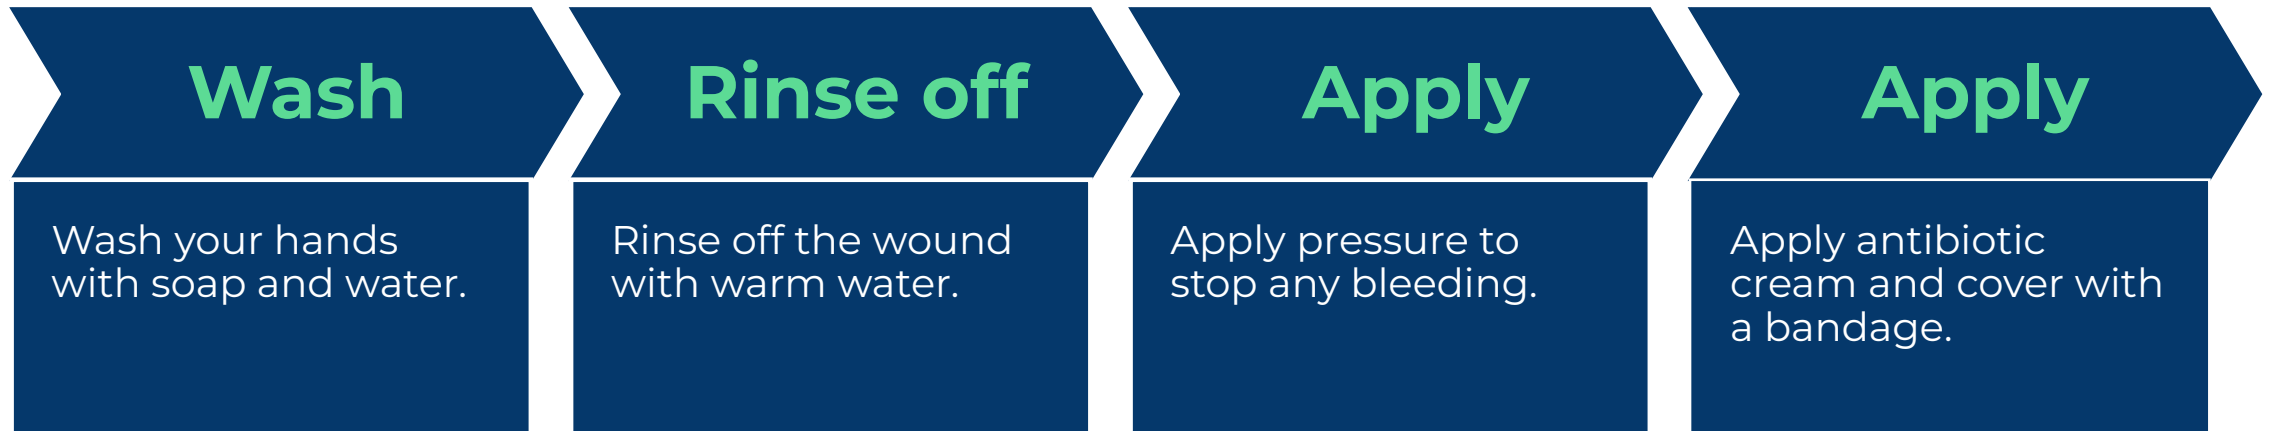 Wash
Wash your hands
with soap and water.
Rinse off
Rinse off the wound
with warm water.
Apply
Apply pressure to
stop any bleeding.
Apply
Apply antibiotic
cream and cover with
a bandage.